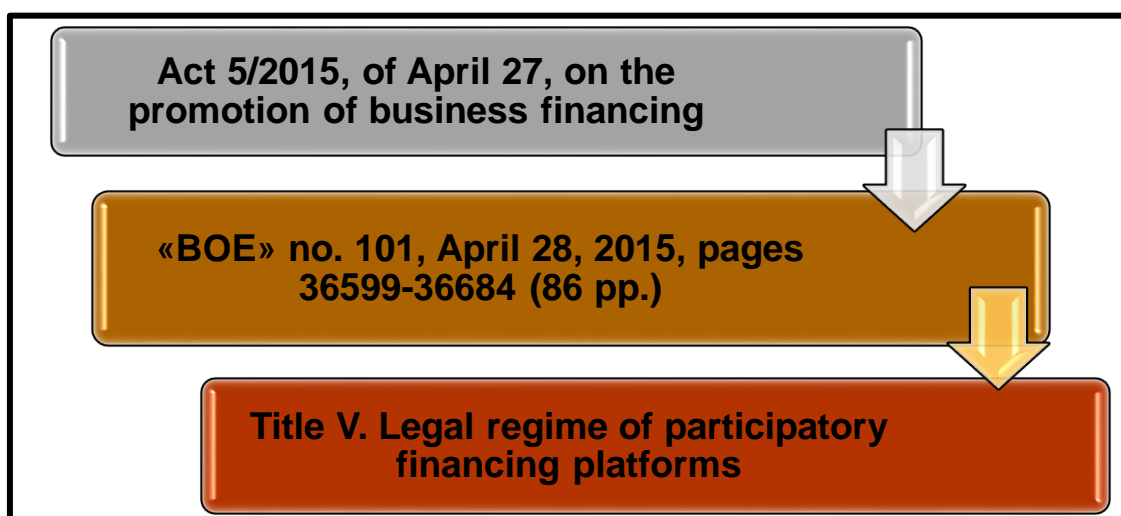 Act 5/2015, of April 27, on the
promotion of business financing
«BOE» no. 101, April 28, 2015, pages
36599-36684 (86 pp.)
Title V. Legal regime of participatory
financing platforms